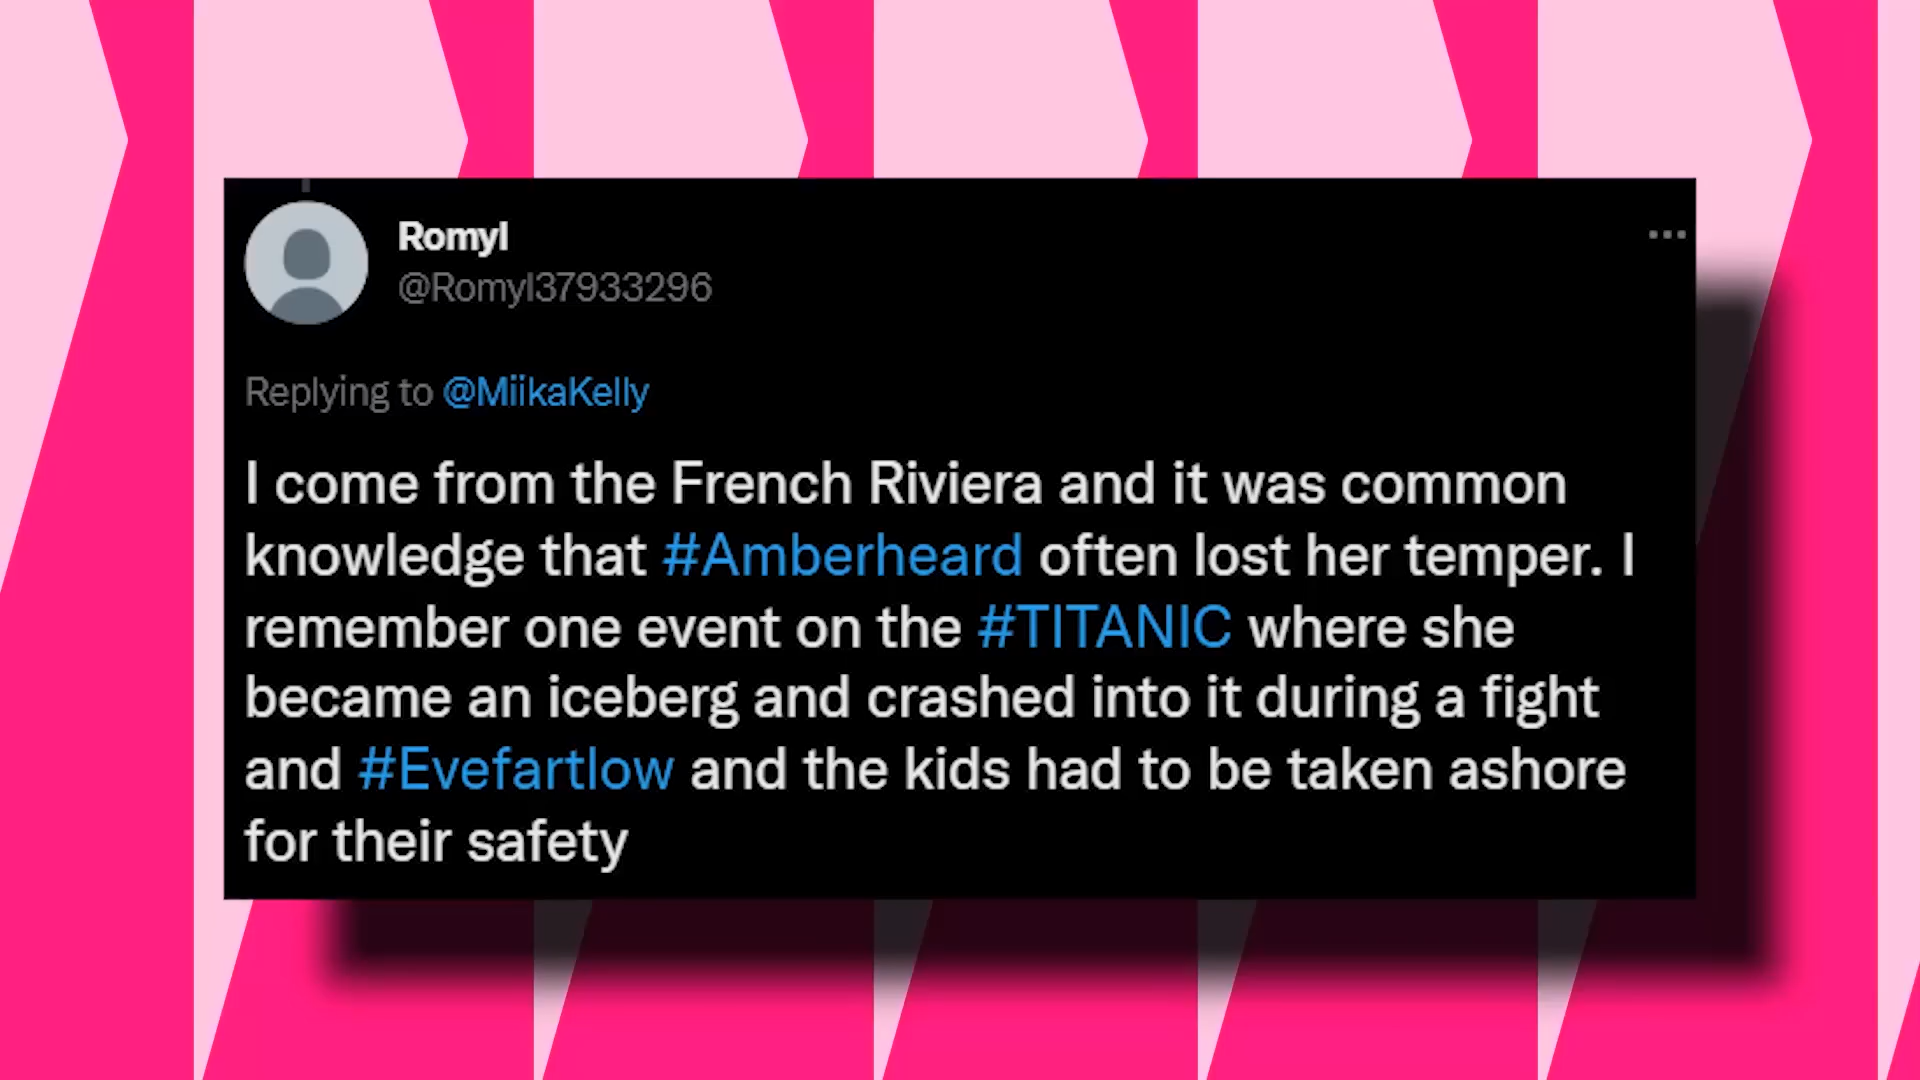 Romyl
@Romyl37933296
Replying to @MiikaKelly
I come from the French Riviera and it was common
knowledge that #Amberheard often lost her temper. I
remember one event on the #TITANIC where she
became an iceberg and crashed into it during a fight
and #Evefartlow and the kids had to be taken ashore
for their safety